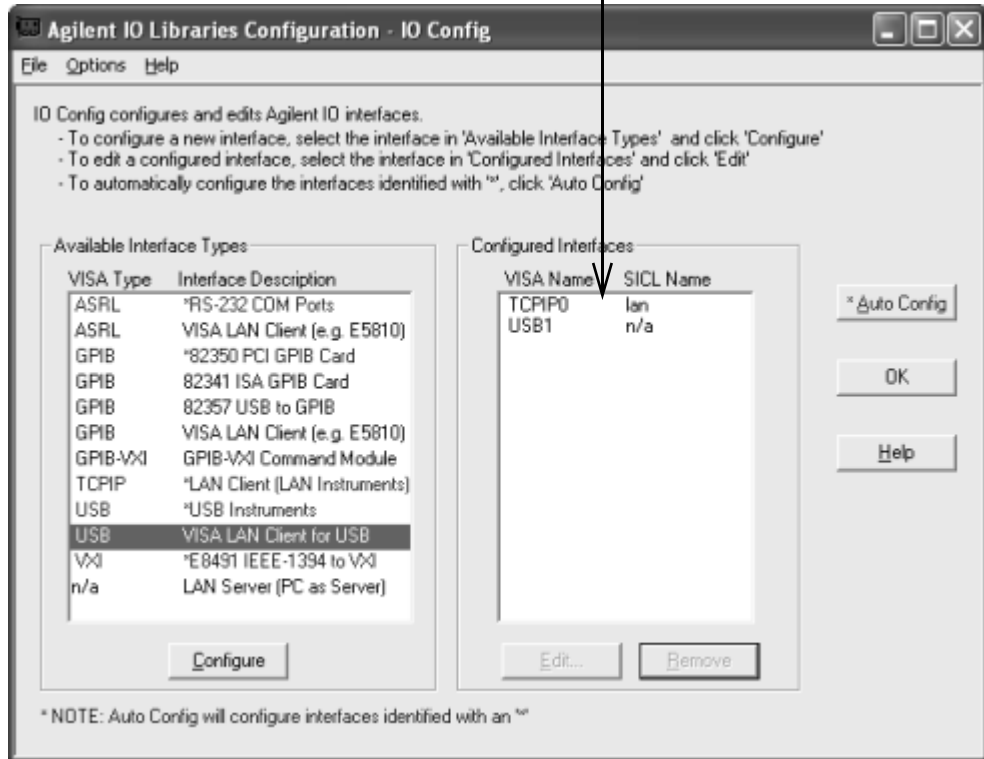 Agilent IO Libraries Configuration - IO Config
File Options Help
IO Config configures and edits Agilent IO interfaces.
- To configure a new interface, select the interface in 'Available Interface Types' and click 'Configure'
- To edit a configured interface, select the interface in 'Configured Interfaces' and click 'Edit'
- To automatically configure the interfaces identified with '*', click 'Auto Config'
Available Interface Types
VISA Type Interface Description
ASRL *RS-232 COM Ports
ASRL VISA LAN Client (e.g. E5810)
GPIB *82350 PCI GPIB Card
GPIB 82341 ISA GPIB Card
GPIB 82357 USB to GPIB
GPIB VISA LAN Client (e.g. E5810)
GPIB-VXI GPIB-VXI Command Module
TCPIP *LAN Client (LAN Instruments)
USB *USB Instruments
USB VISA LAN Client for USB
VXI *E8491 IEEE-1394 to VXI
n/a LAN Server (PC as Server)
Configure
Configured Interfaces
VISA Name SICL Name
TCPIP0 lan
USB1 n/a
Edit... Remove
* Auto Config
OK
Help
* NOTE: Auto Config will configure interfaces identified with an '*'